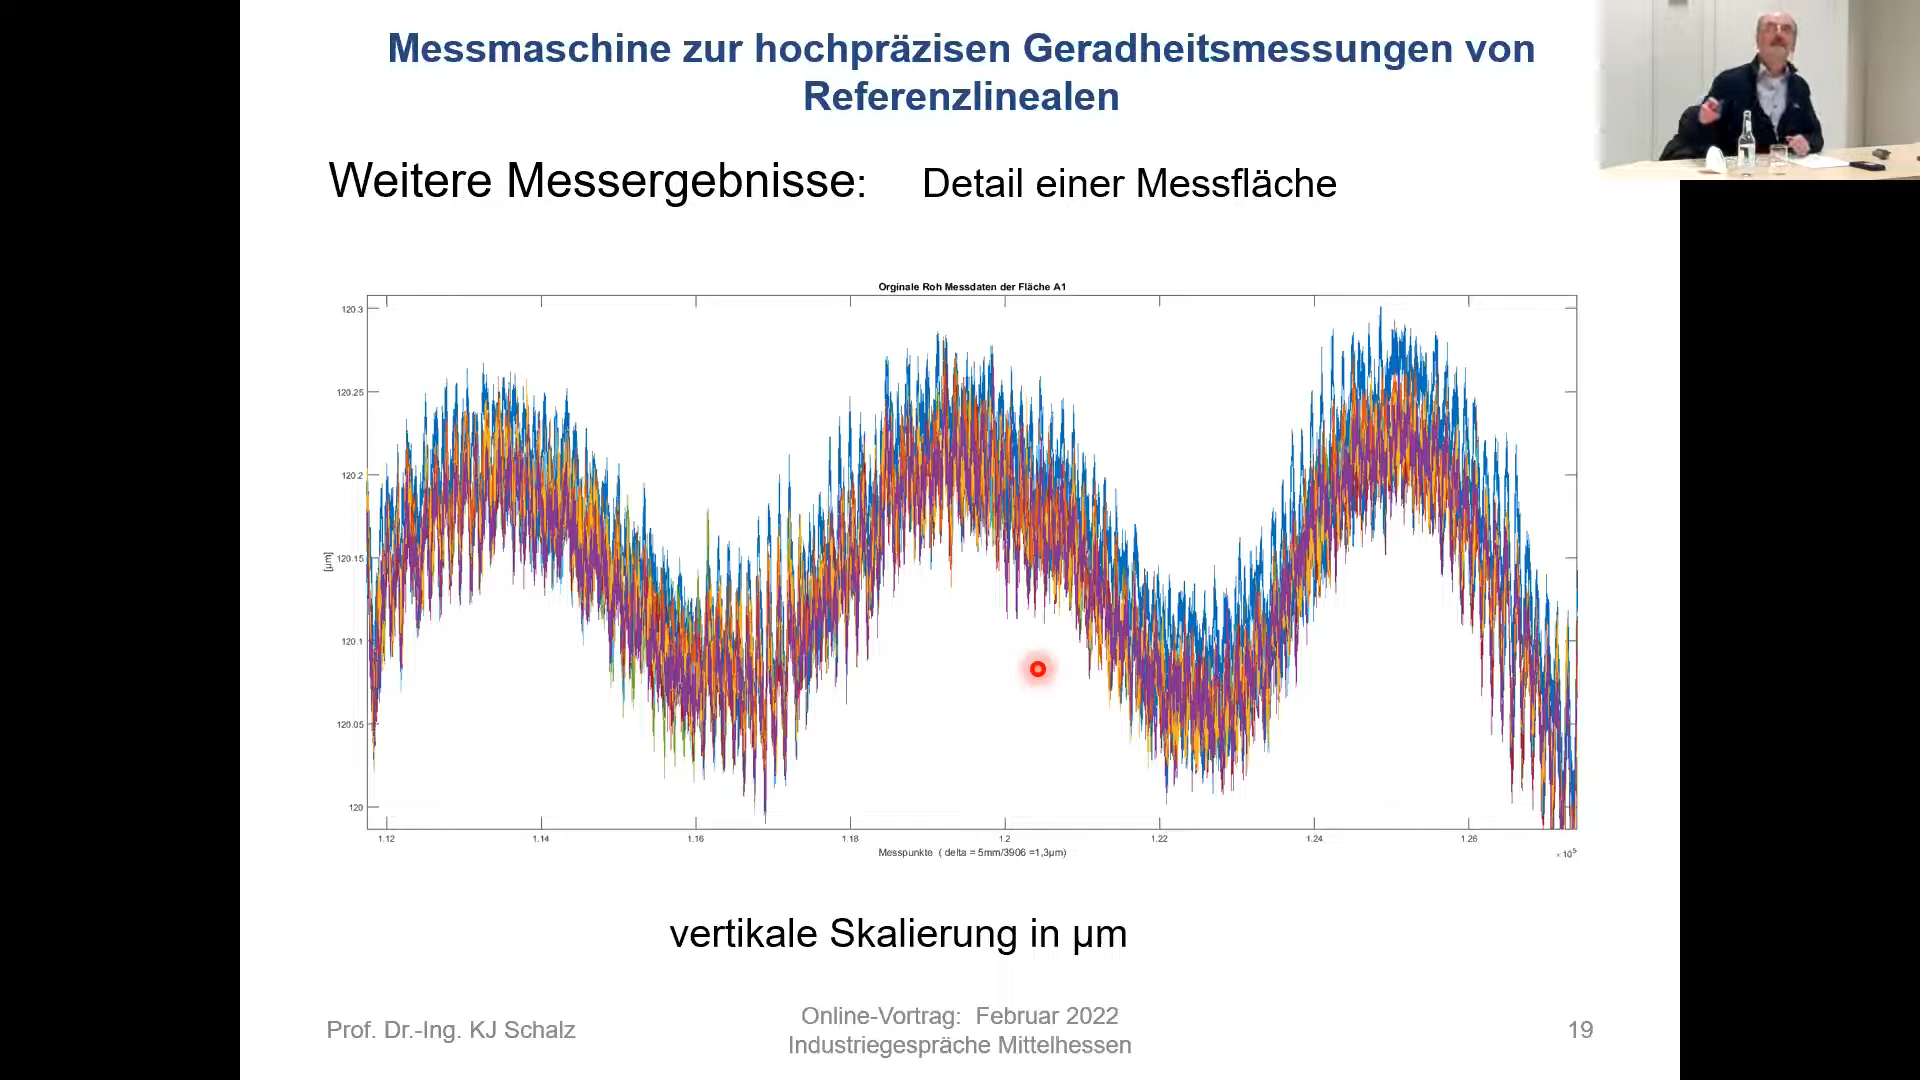 Messmaschine zur hochpräzisen Geradheitsmessungen von
Referenzlinealen
Weitere Messergebnisse: Detail einer Messfläche
Orginale Roh Messdaten der Fläche A1
120.3
120.25
120.2
120.15
120.1
120.05
120
[µm]
1.12 1.14 1.16 1.18 1.2 1.22 1.24 1.26
Messpunkte ( delta = 5mm/3906 =1,3µm)
× 10⁵
vertikale Skalierung in µm
Prof. Dr.-Ing. KJ Schalz
Online-Vortrag: Februar 2022
Industriegespräche Mittelhessen
19